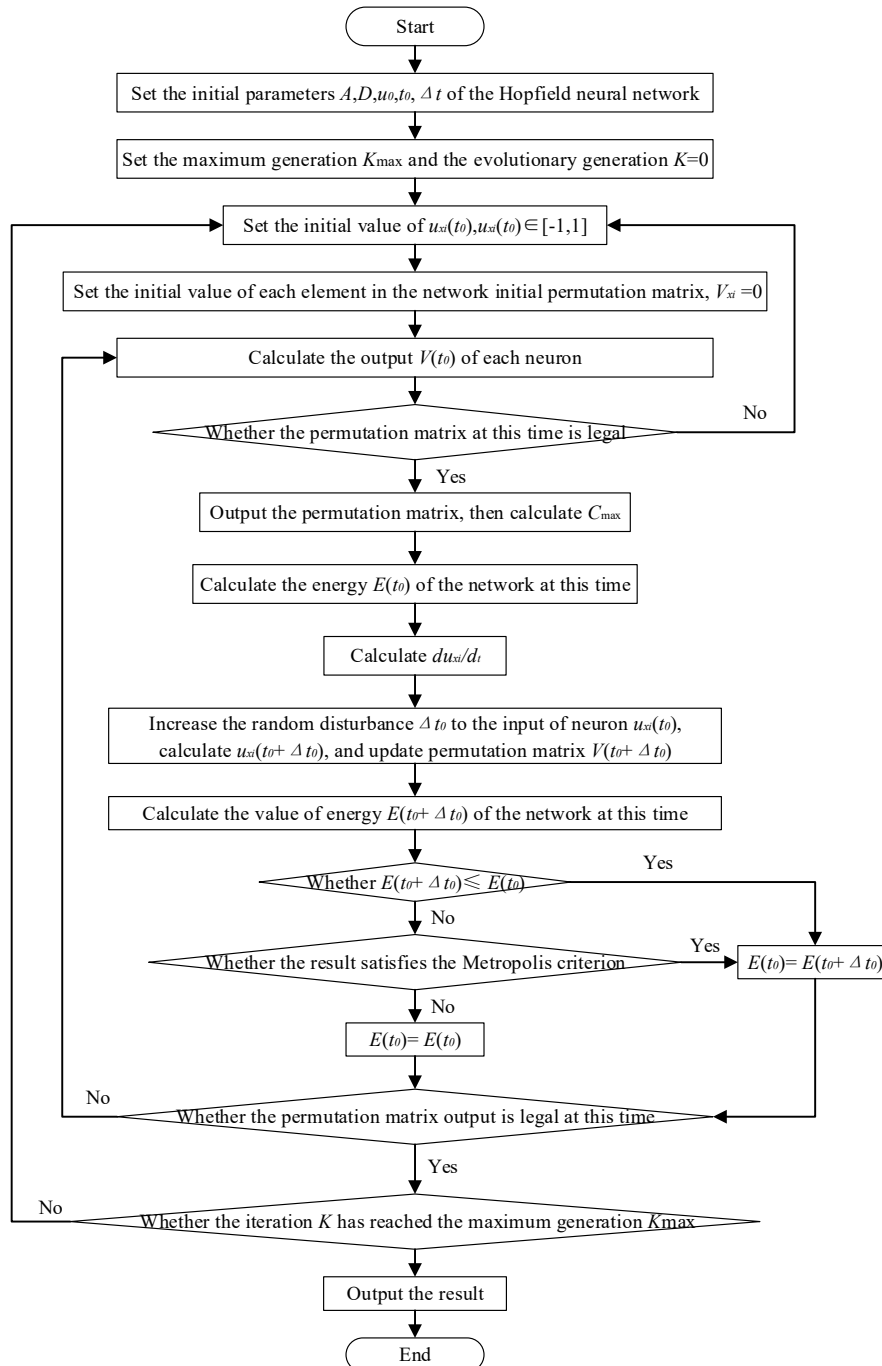 Start
Set the initial parameters A,D,u0,t0, Δt of the Hopfield neural network
Set the maximum generation Kmax and the evolutionary generation K=0
Set the initial value of uxi(t0),uxi(t0)∈[-1,1]
Set the initial value of each element in the network initial permutation matrix, Vxi =0
Calculate the output V(t0) of each neuron
No
Whether the permutation matrix at this time is legal
Yes
Output the permutation matrix, then calculate Cmax
Calculate the energy E(t0) of the network at this time
Calculate duxi/dt
Increase the random disturbance Δt0 to the input of neuron uxi(t0),
calculate uxi(t0+Δt0), and update permutation matrix V(t0+Δt0)
Calculate the value of energy E(t0+Δt0) of the network at this time
Yes
Whether E(t0+Δt0)≤ E(t0)
No
Whether the result satisfies the Metropolis criterion
Yes
E(t0)= E(t0+Δt0)
No
E(t0)= E(t0)
No
Whether the permutation matrix output is legal at this time
Yes
No
Whether the iteration K has reached the maximum generation Kmax
Output the result
End